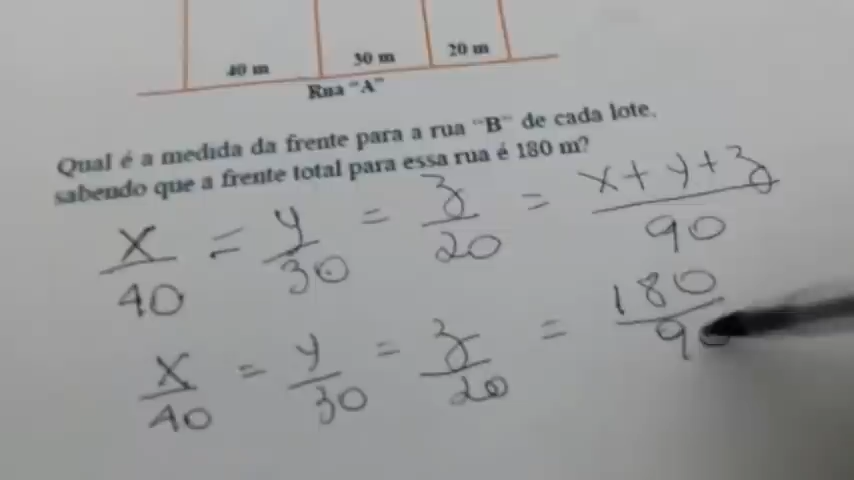 40 m 30 m 20 m
Rua "A"
Qual é a medida da frente para a rua "B" de cada lote,
sabendo que a frente total para essa rua é 180 m?
x/40 = y/30 = z/20 = x+y+z/90
x/40 = y/30 = z/20 = 180/90